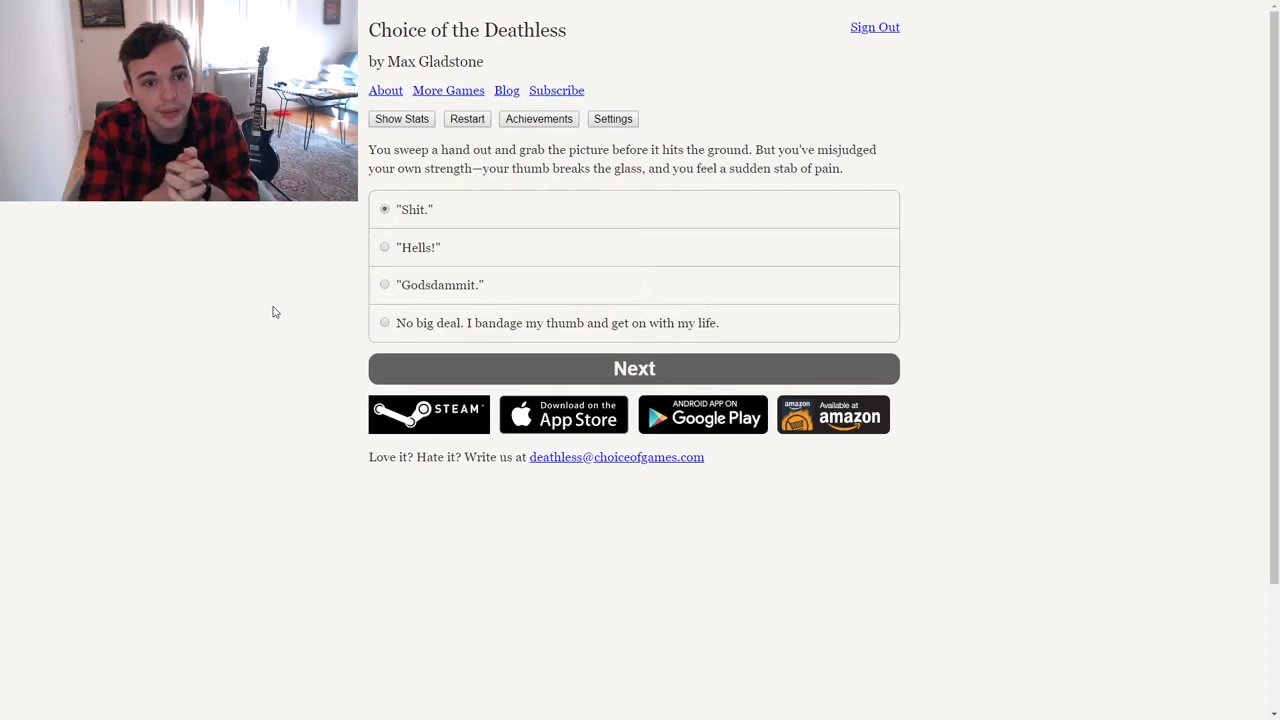 Choice of the Deathless
Sign Out
by Max Gladstone
About More Games Blog Subscribe
Show Stats Restart Achievements Settings
You sweep a hand out and grab the picture before it hits the ground. But you've misjudged
your own strength—your thumb breaks the glass, and you feel a sudden stab of pain.
"Shit."
"Hells!"
"Godsdammit."
No big deal. I bandage my thumb and get on with my life.
Next
STEAM
Download on the
App Store
ANDROID APP ON
Google Play
amazon
apps
Available at
amazon
Love it? Hate it? Write us at deathless@choiceofgames.com